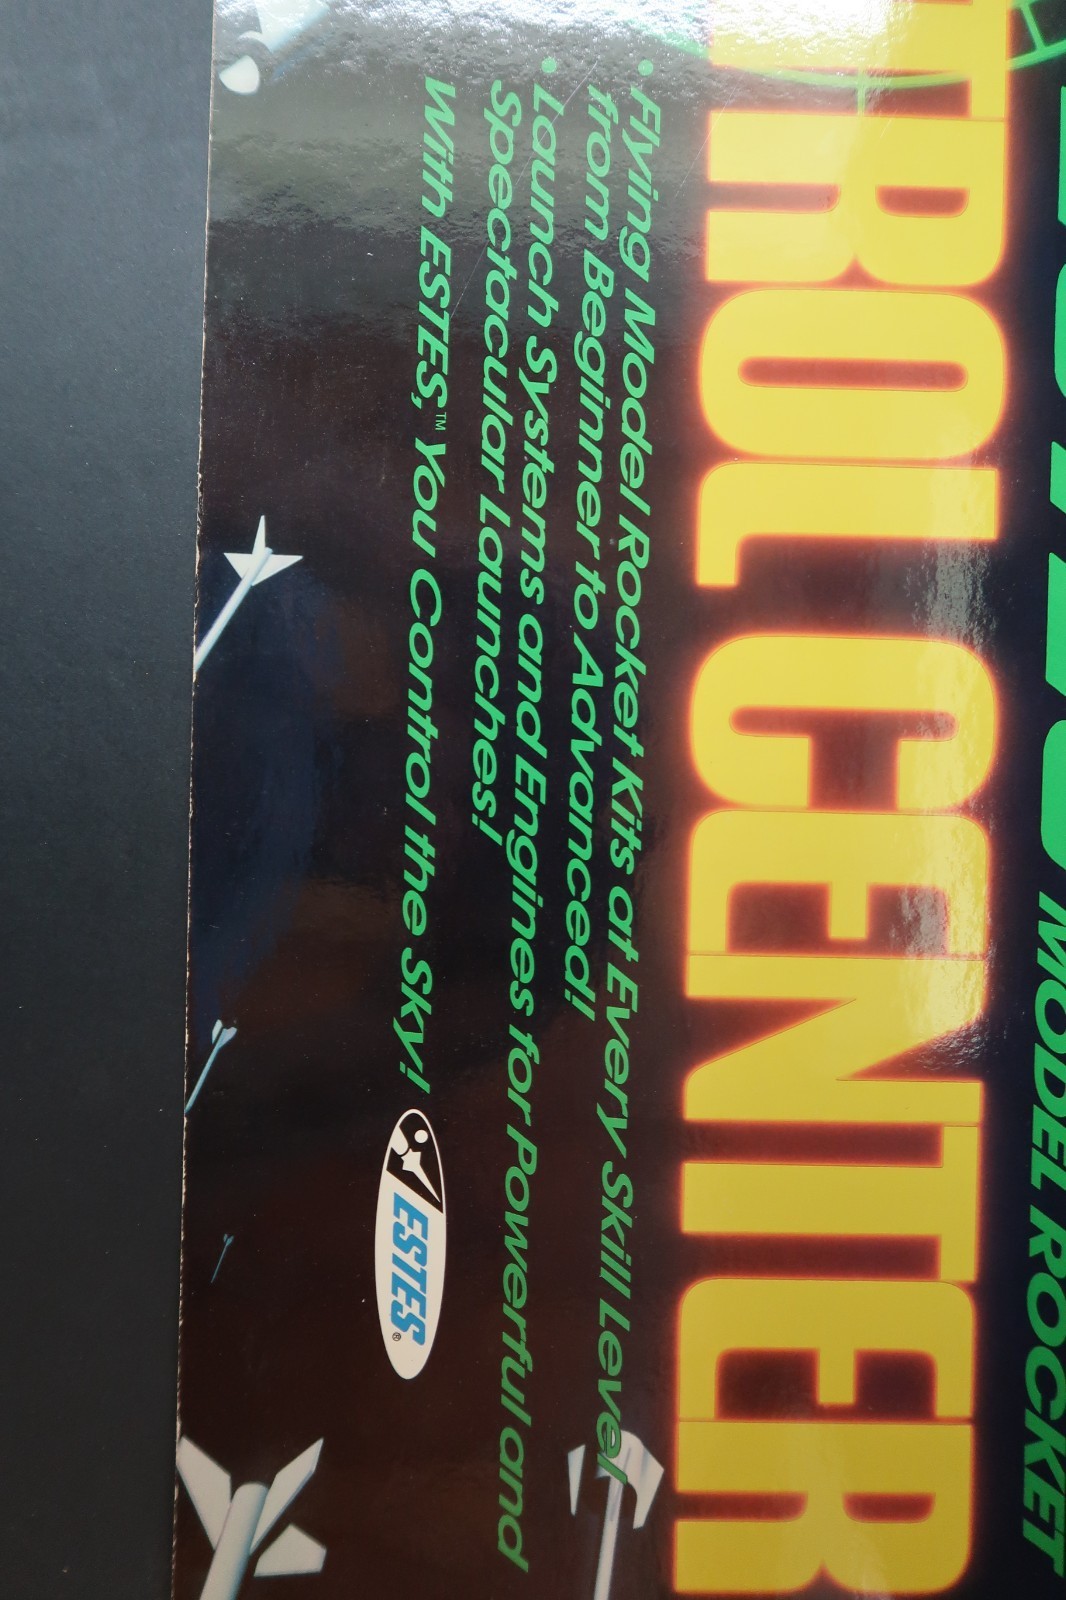 MODEL ROCKET
TROL CENTER
• Flying Model Rocket Kits at Every Skill Level
from Beginner to Advanced!
• Launch Systems and Engines for Powerful and
Spectacular Launches!
With ESTES,™ You Control the Sky!
ESTES®